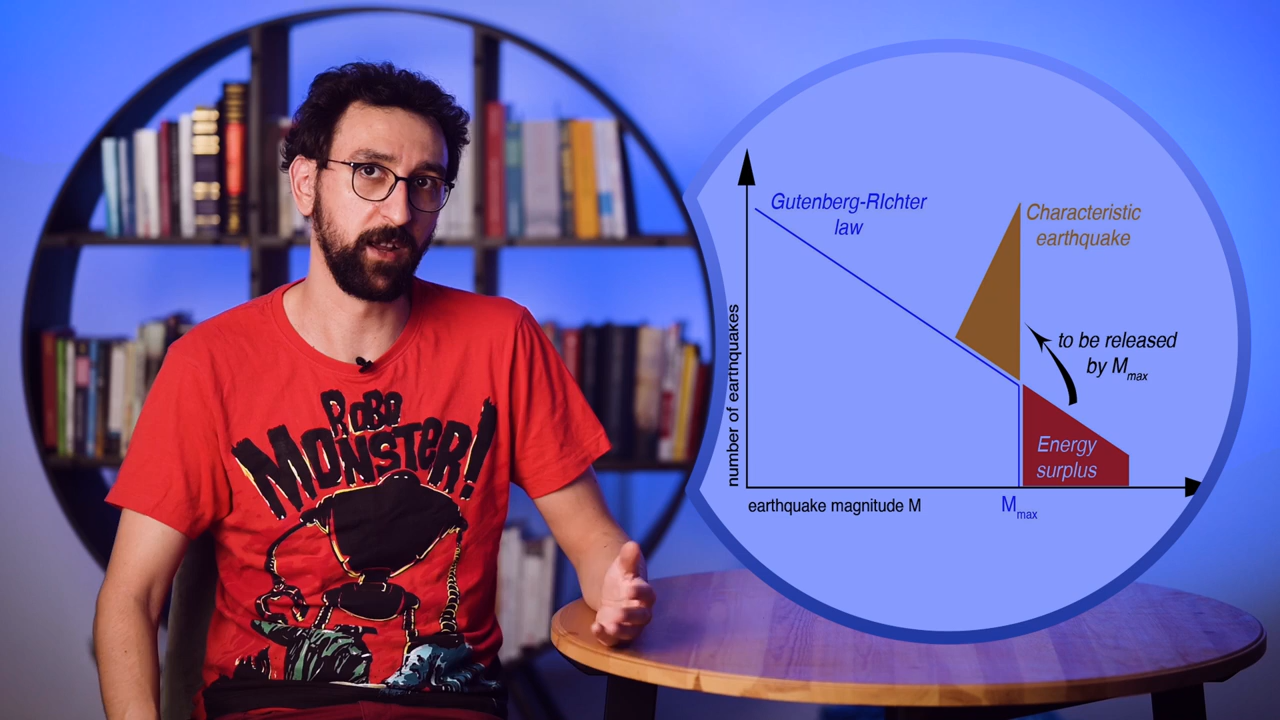 ROBO
MONSTER!
Gutenberg-RIchter
law
Characteristic
earthquake
to be released
by Mmax
Energy
surplus
number of earthquakes
earthquake magnitude M
Mmax